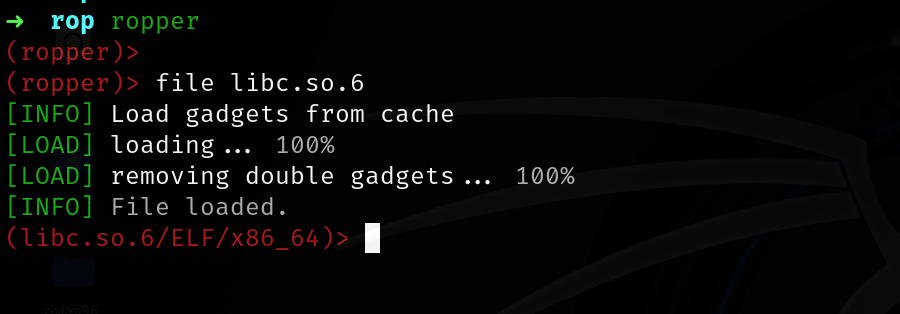 → rop ropper
(ropper)>
(ropper)> file libc.so.6
[INFO] Load gadgets from cache
[LOAD] loading... 100%
[LOAD] removing double gadgets... 100%
[INFO] File loaded.
(libc.so.6/ELF/x86_64)>